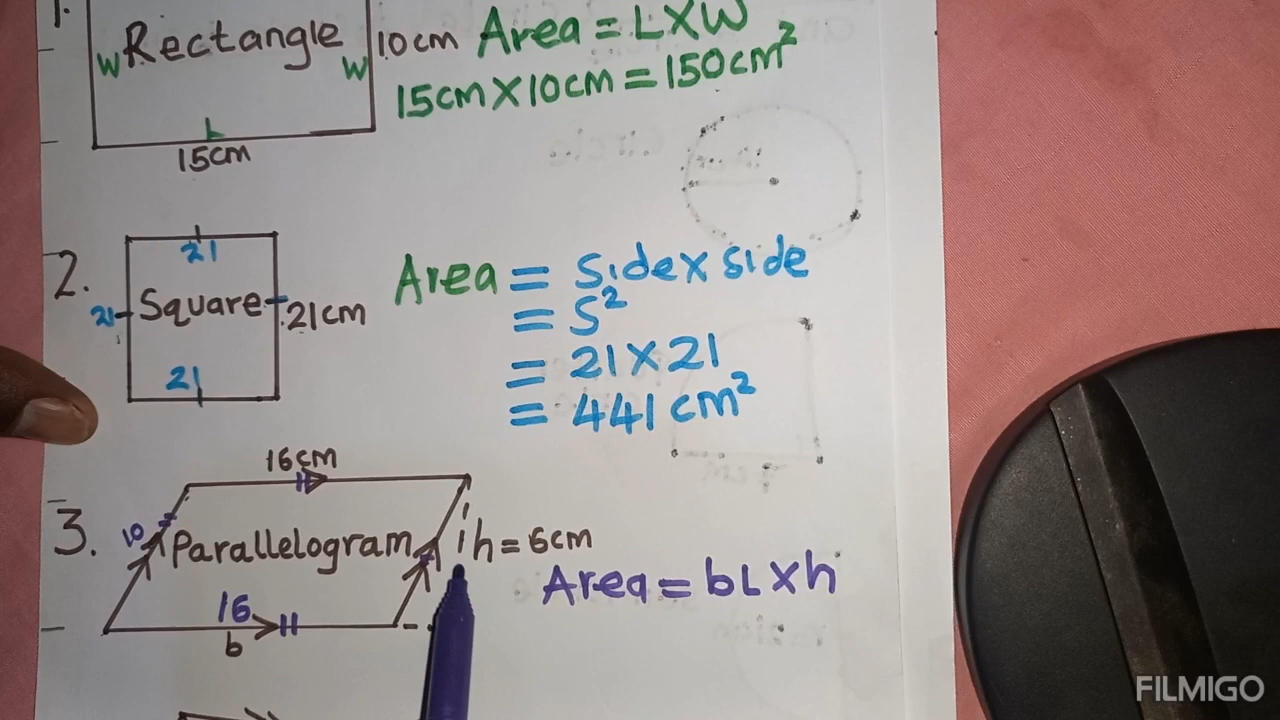 1.
Rectangle
W
W
10cm
Area = L X W
15cm X 10cm = 150cm²
L
15cm
2.
21
Square
21
21cm
21
Area = Side x side
= S²
= 21 x 21
= 441 cm²
16cm
3.
10
Parallelogram
h = 6cm
Area = bL x h
16
b
FILMIGO